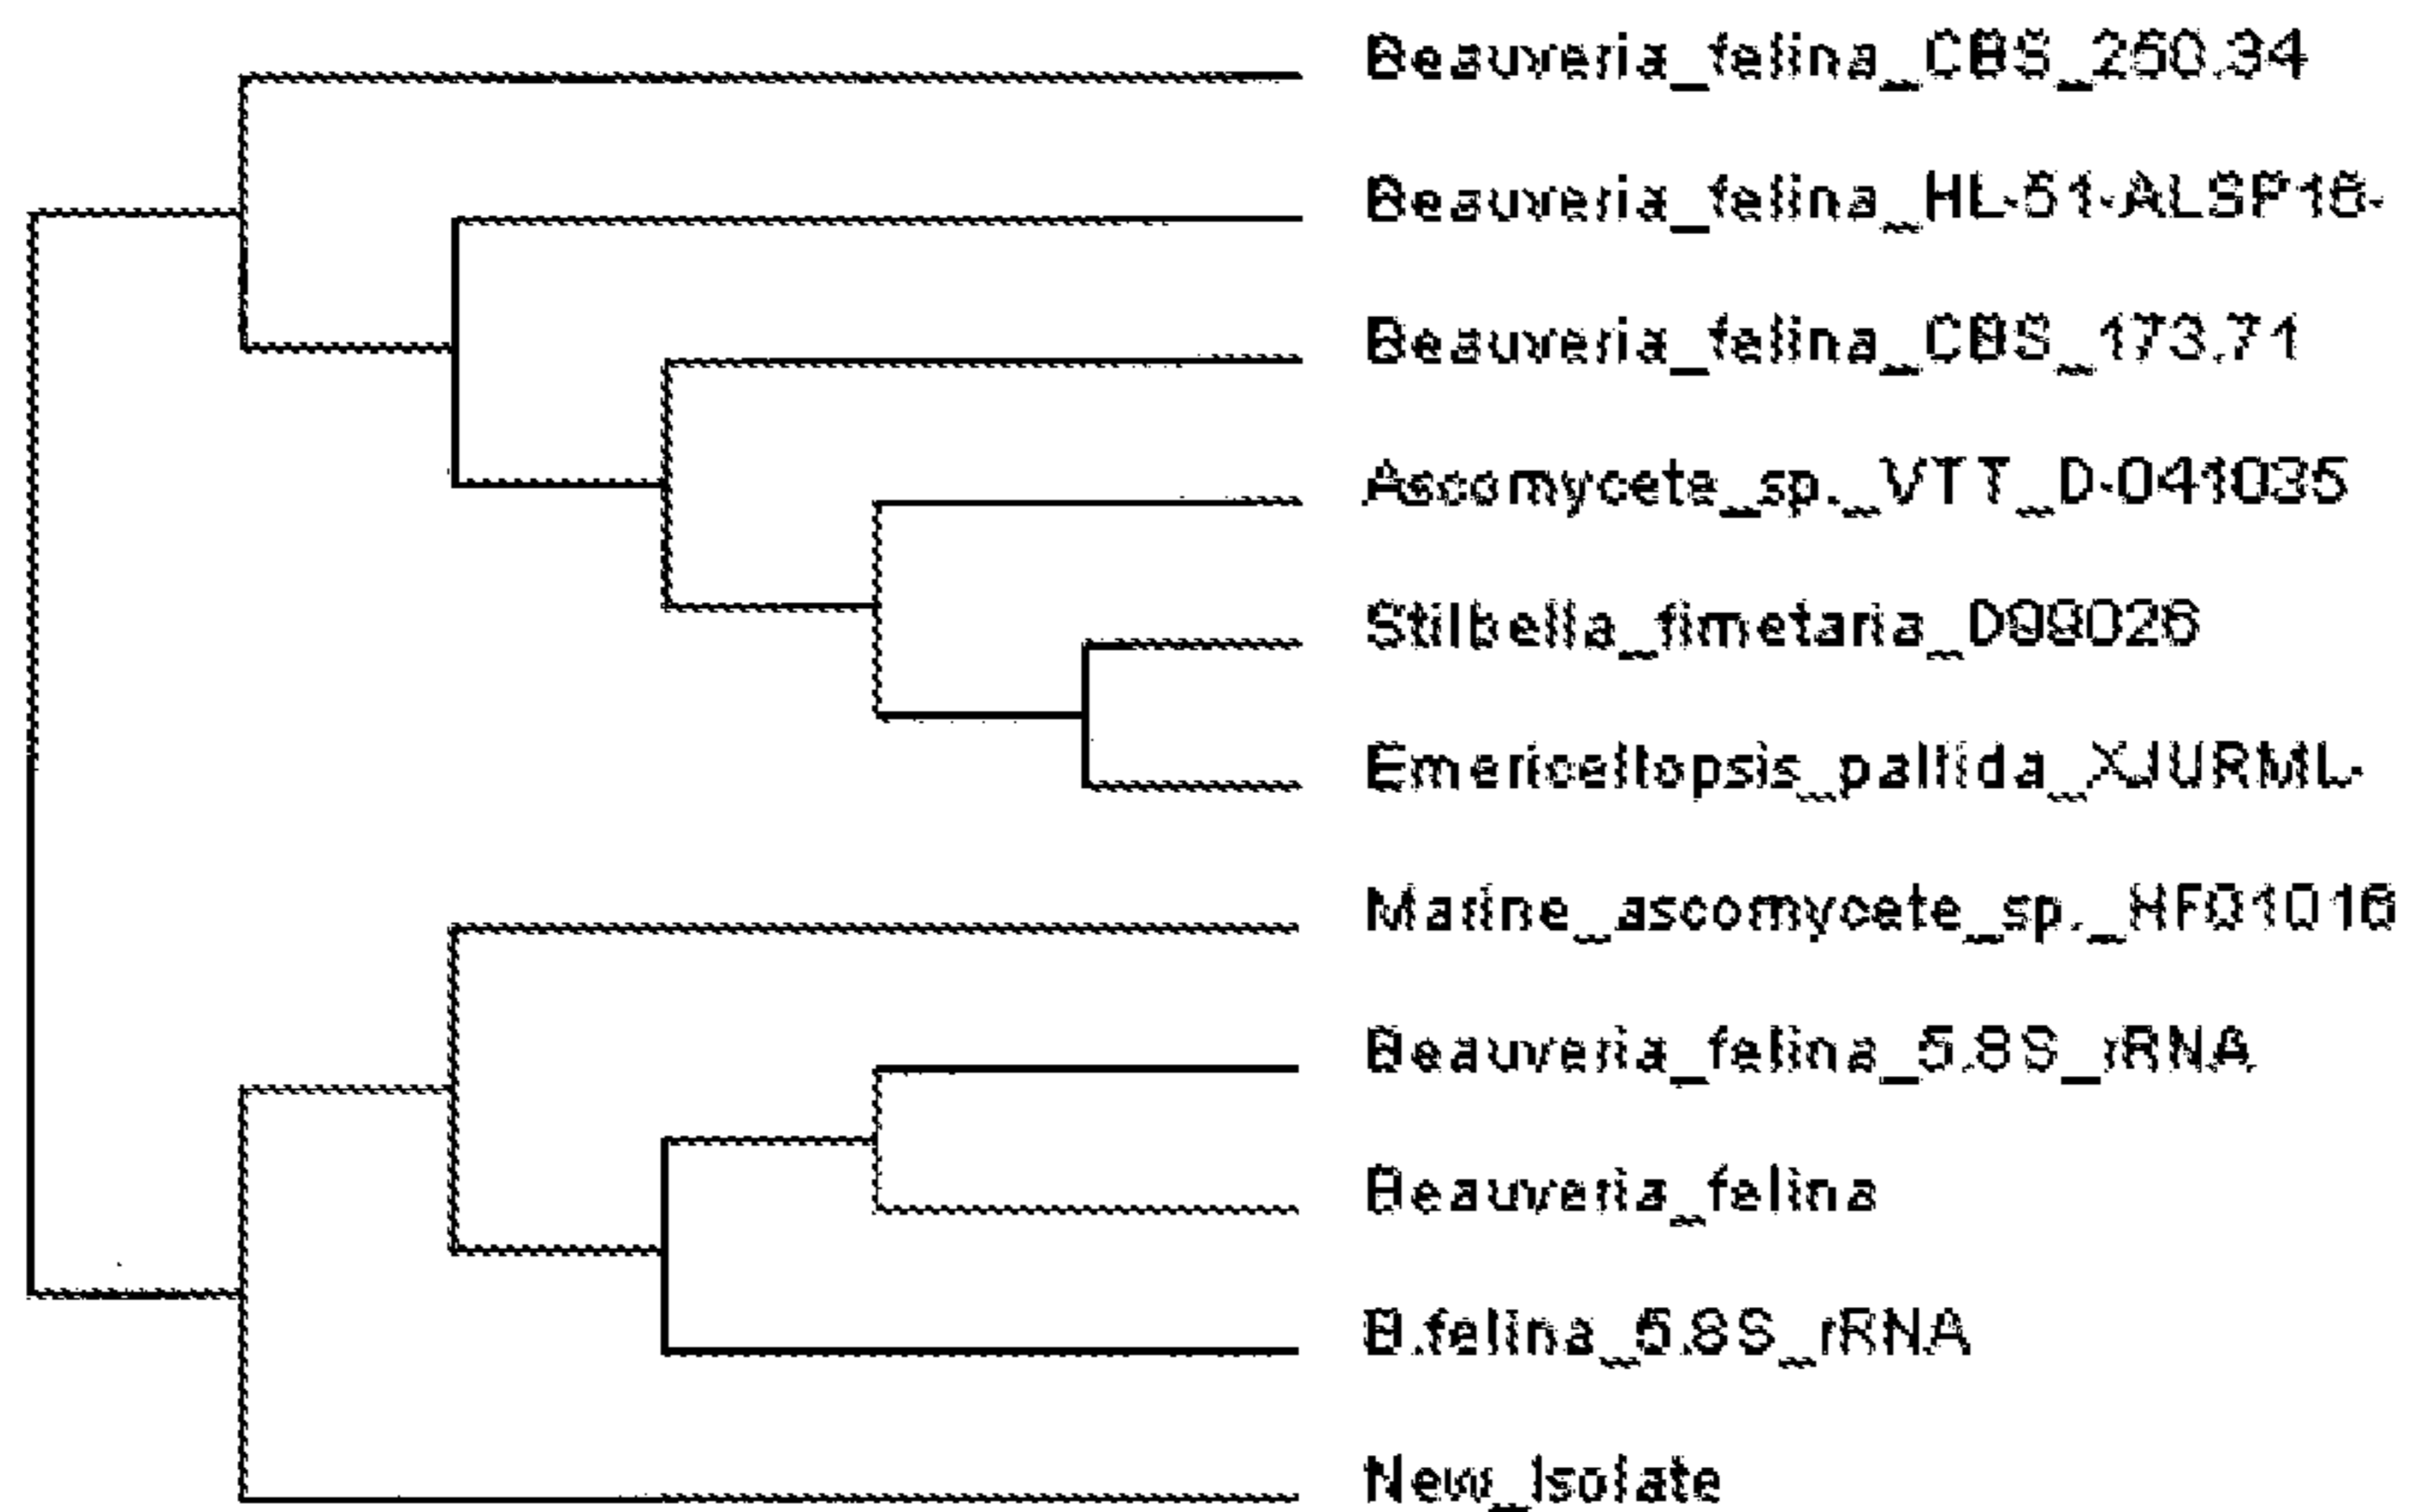 Beauveria_felina_CBS_250.34
Beauveria_felina_HL-51-ALSP16-
Beauveria_felina_CBS_173.71
Ascomycete_sp._VTT_D-041035
Stilbella_fimetaria_D99026
Emericellopsis_pallida_XJURML-
Marine_ascomycete_sp._HF01016
Beauveria_felina_5.8S_rRNA
Beauveria_felina
B.felina_5.8S_rRNA
New_Isolate